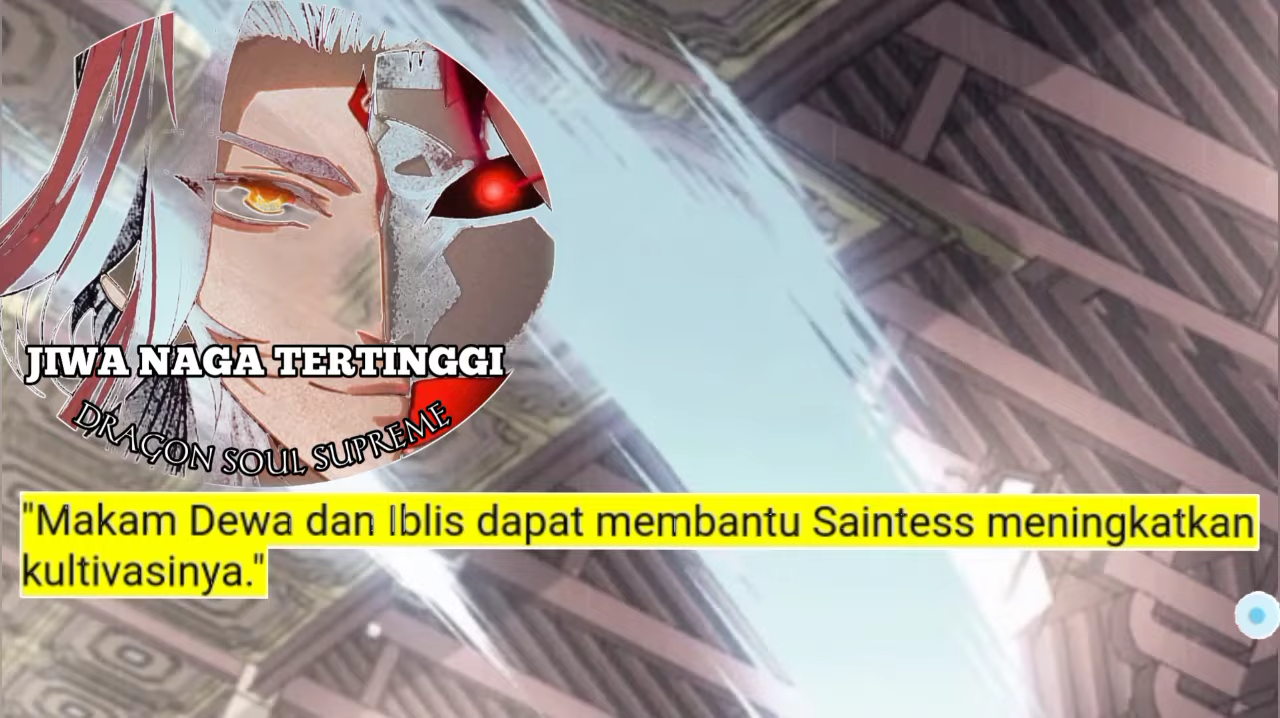 JIWA NAGA TERTINGGI
DRAGON SOUL SUPREME
"Makam Dewa dan Iblis dapat membantu Saintess meningkatkan
kultivasinya."